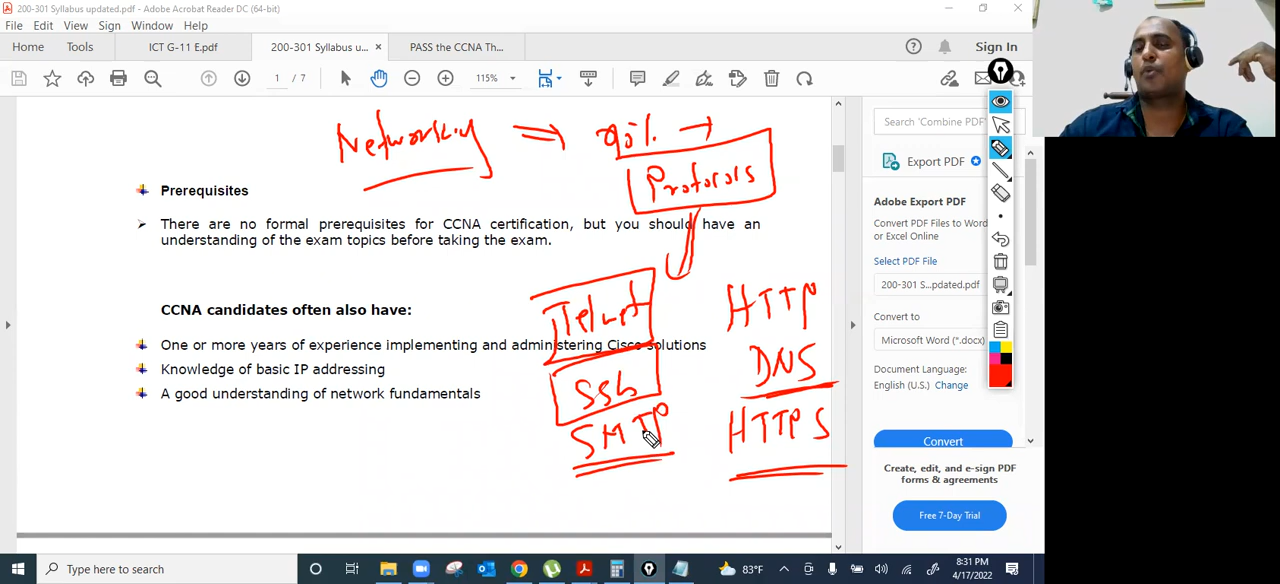 200-301 Syllabus updated.pdf - Adobe Acrobat Reader DC (64-bit)
File Edit View Sign Window Help
Home Tools ICT G-11 E.pdf 200-301 Syllabus u... × PASS the CCNA Th... Sign In
1 / 7 115%
Networking ⇒ 90% →
Protocols
Prerequisites
There are no formal prerequisites for CCNA certification, but you should have an
understanding of the exam topics before taking the exam.
Telnet HTTP
CCNA candidates often also have:
One or more years of experience implementing and administering Cisco solutions
DNS
Knowledge of basic IP addressing
SSh
A good understanding of network fundamentals
SMTP HTTPS
Search 'Combine PDF'
Export PDF
Adobe Export PDF
Convert PDF Files to Word
or Excel Online
Select PDF File
200-301 S...pdated.pdf
Convert to
Microsoft Word (*.docx)
Document Language:
English (U.S.) Change
Convert
Create, edit, and e-sign PDF
forms & agreements
Free 7-Day Trial
Type here to search
83°F
8:31 PM
4/17/2022